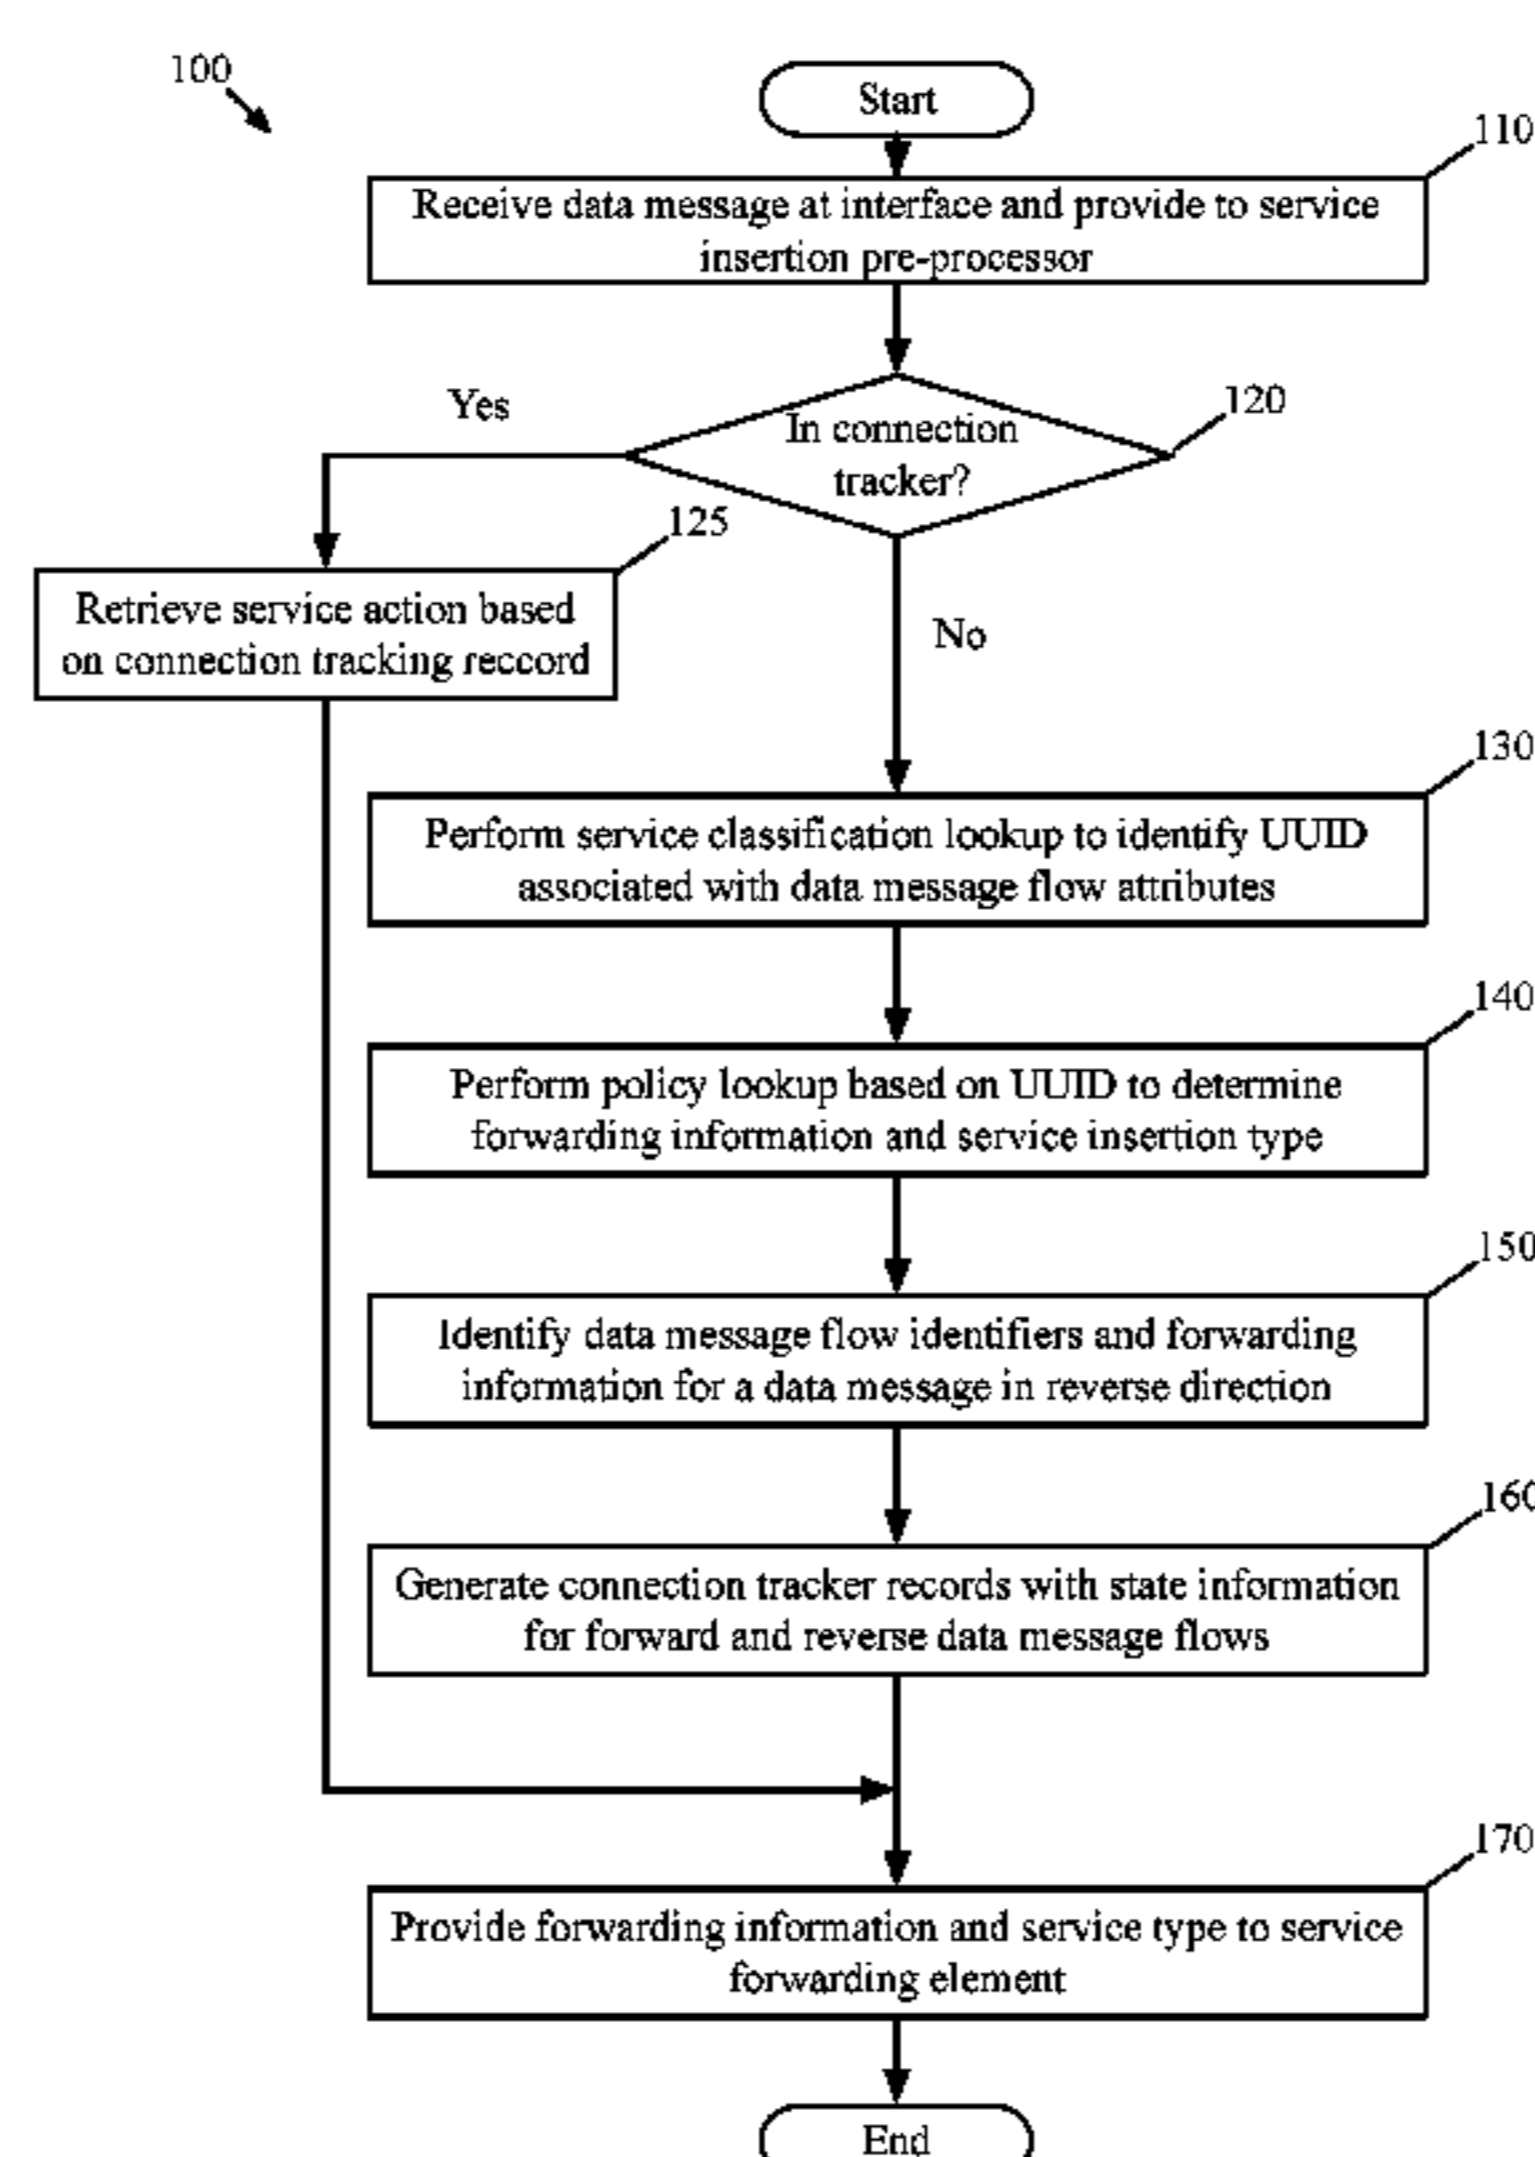 100
Start
110
Receive data message at interface and provide to service
insertion pre-processor
120
In connection
tracker?
Yes
No
125
Retrieve service action based
on connection tracking reccord
130
Perform service classification lookup to identify UUID
associated with data message flow attributes
140
Perform policy lookup based on UUID to determine
forwarding information and service insertion type
150
Identify data message flow identifiers and forwarding
information for a data message in reverse direction
160
Generate connection tracker records with state information
for forward and reverse data message flows
170
Provide forwarding information and service type to service
forwarding element
End